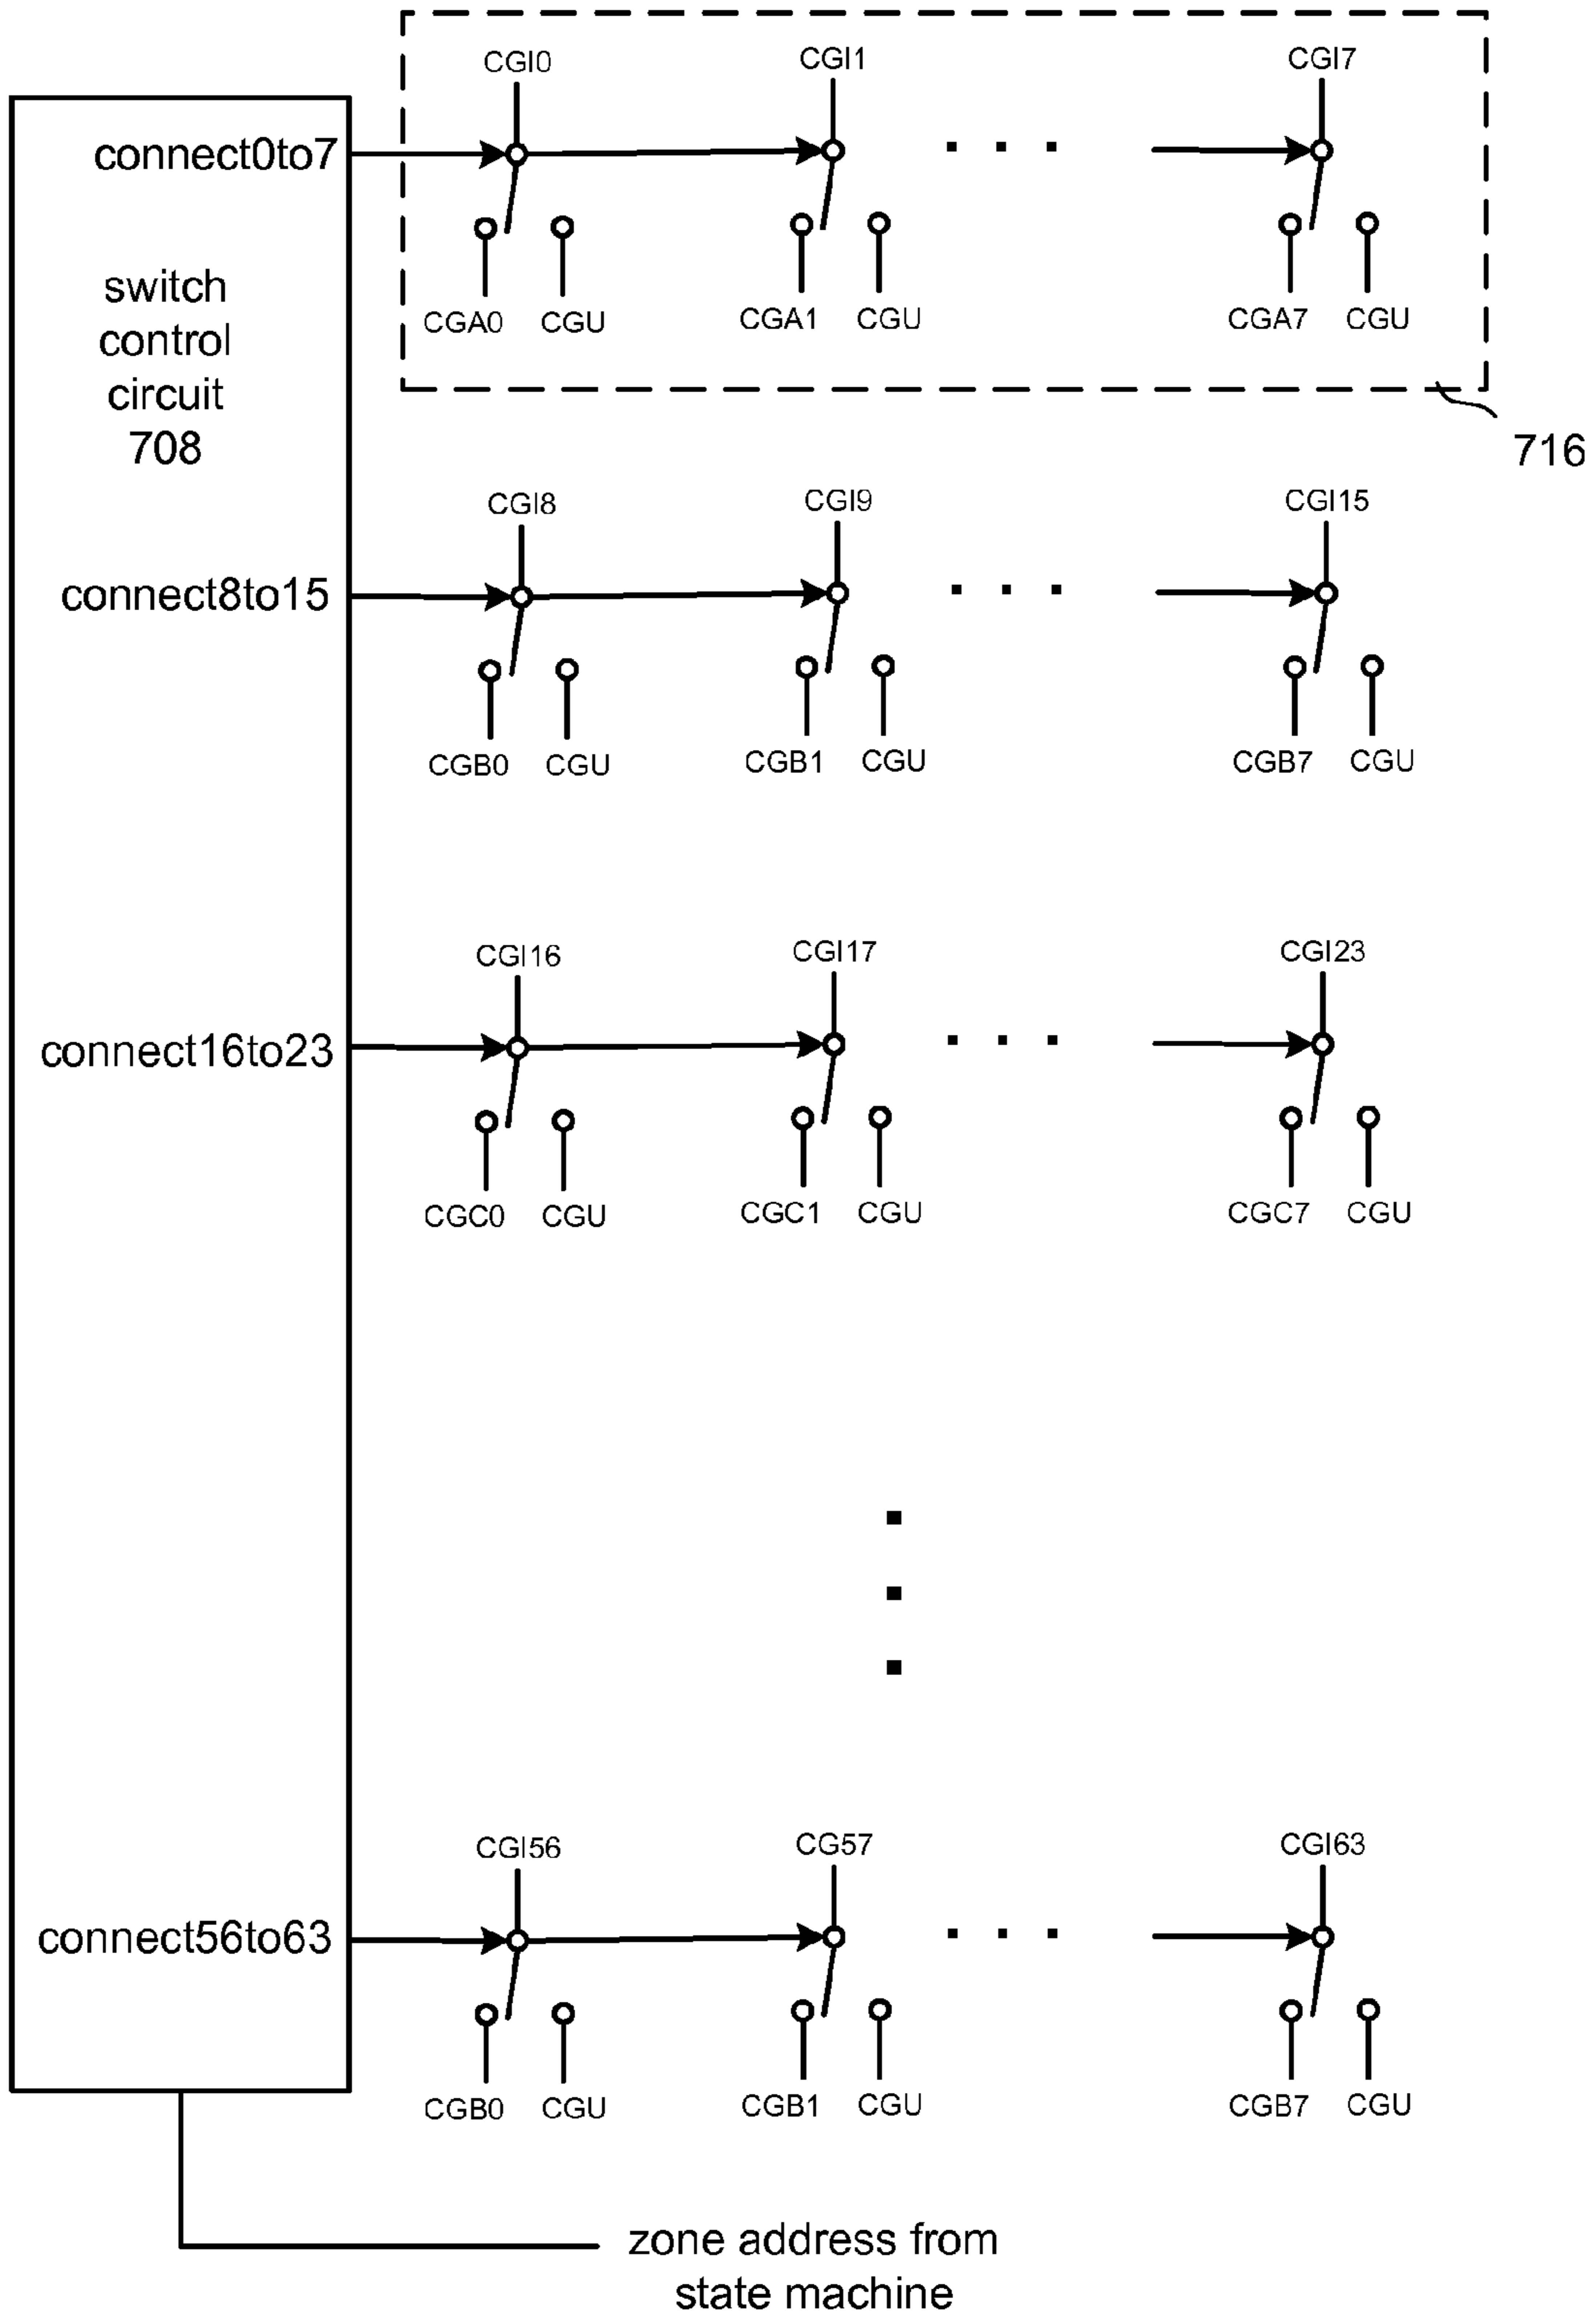 CGI0 CGI1 CGI7
connect0to7
switch
control
circuit
708
CGA0 CGU CGA1 CGU CGA7 CGU
716
CGI8 CGI9 CGI15
connect8to15
CGB0 CGU CGB1 CGU CGB7 CGU
CGI16 CGI17 CGI23
connect16to23
CGC0 CGU CGC1 CGU CGC7 CGU
CGI56 CG57 CGI63
connect56to63
CGB0 CGU CGB1 CGU CGB7 CGU
zone address from
state machine